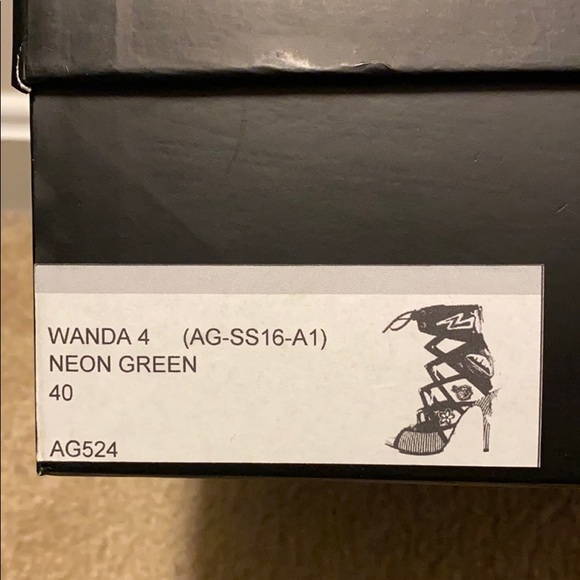 WANDA 4 (AG-SS16-A1)
NEON GREEN
40
AG524